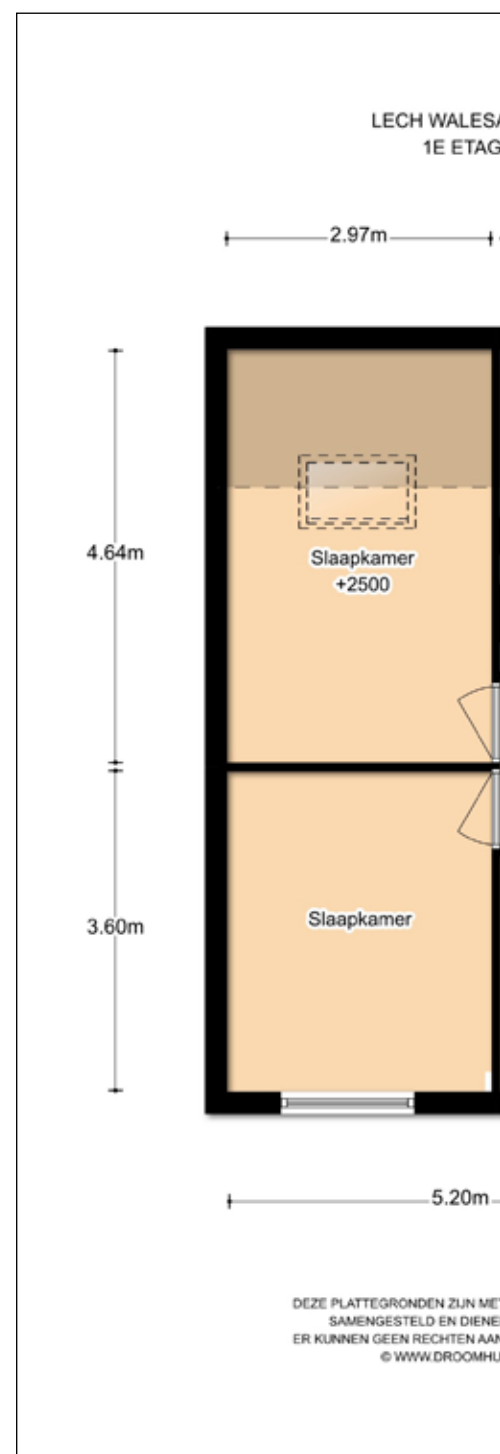 LECH WALESA
1E ETAG
2.97m
4.64m
Slaapkamer
+2500
3.60m
Slaapkamer
5.20m
DEZE PLATTEGRONDEN ZIJN MET
SAMENGESTELD EN DIENE
ER KUNNEN GEEN RECHTEN AAN
© WWW.DROOMHU